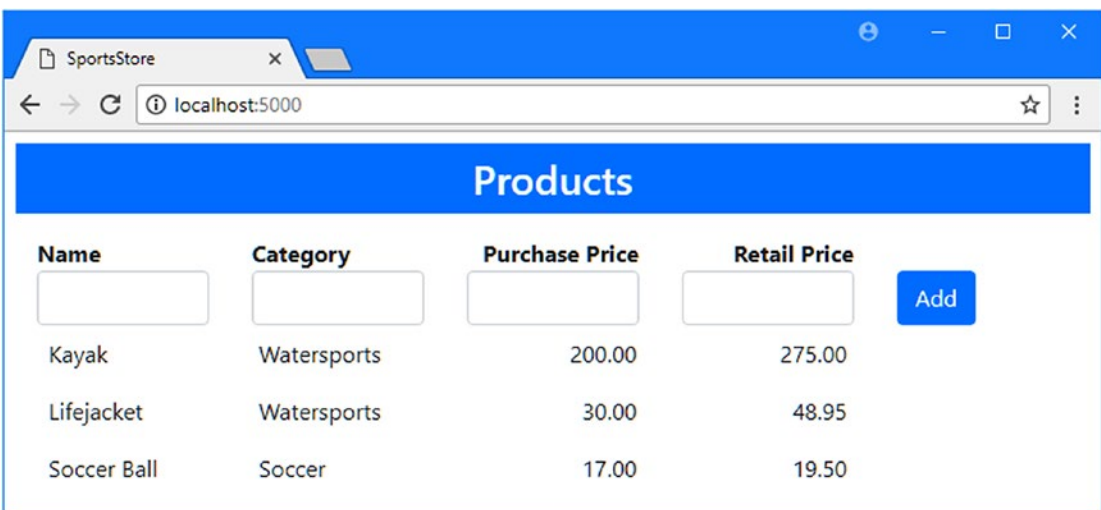 SportsStore
localhost:5000
Products
Name Category Purchase Price Retail Price
Add
Kayak Watersports 200.00 275.00
Lifejacket Watersports 30.00 48.95
Soccer Ball Soccer 17.00 19.50